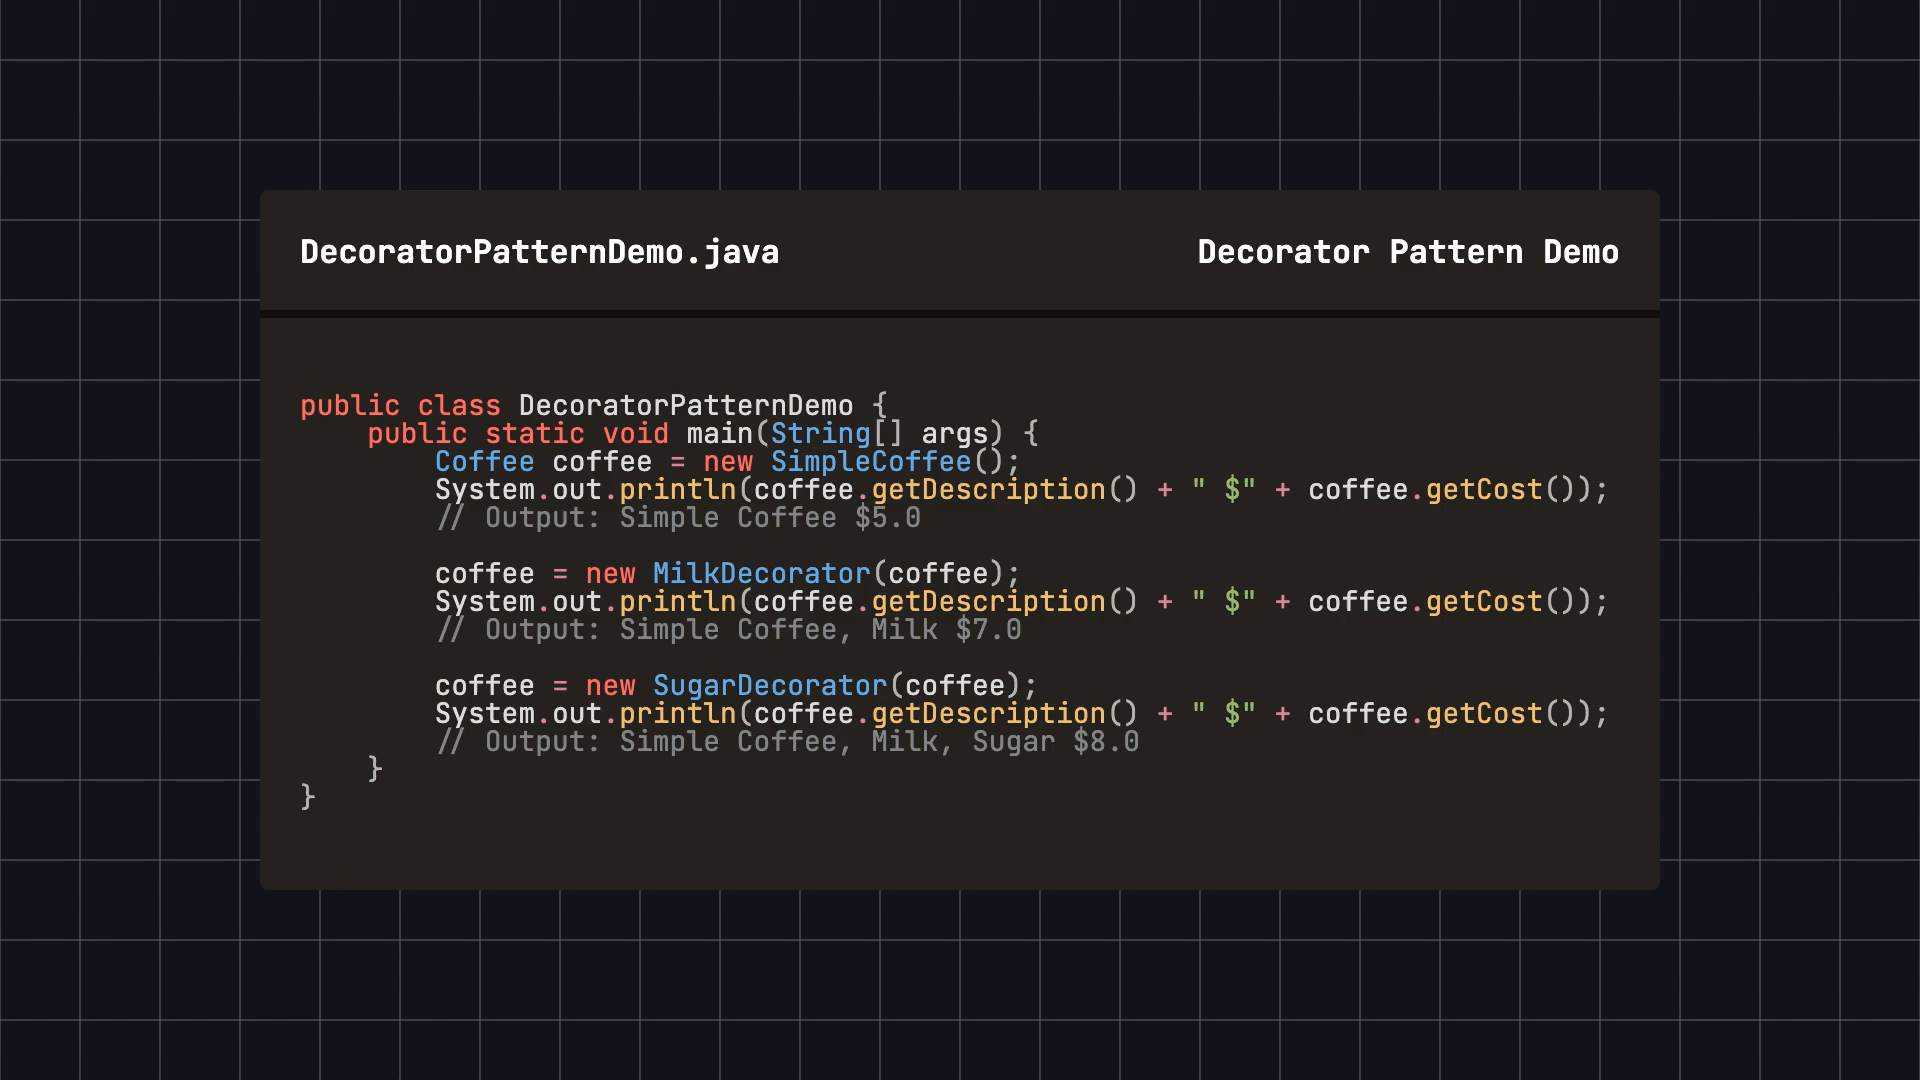 DecoratorPatternDemo.java
Decorator Pattern Demo
public class DecoratorPatternDemo {
    public static void main(String[] args) {
        Coffee coffee = new SimpleCoffee();
        System.out.println(coffee.getDescription() + " $" + coffee.getCost());
        // Output: Simple Coffee $5.0

        coffee = new MilkDecorator(coffee);
        System.out.println(coffee.getDescription() + " $" + coffee.getCost());
        // Output: Simple Coffee, Milk $7.0

        coffee = new SugarDecorator(coffee);
        System.out.println(coffee.getDescription() + " $" + coffee.getCost());
        // Output: Simple Coffee, Milk, Sugar $8.0
    }
}